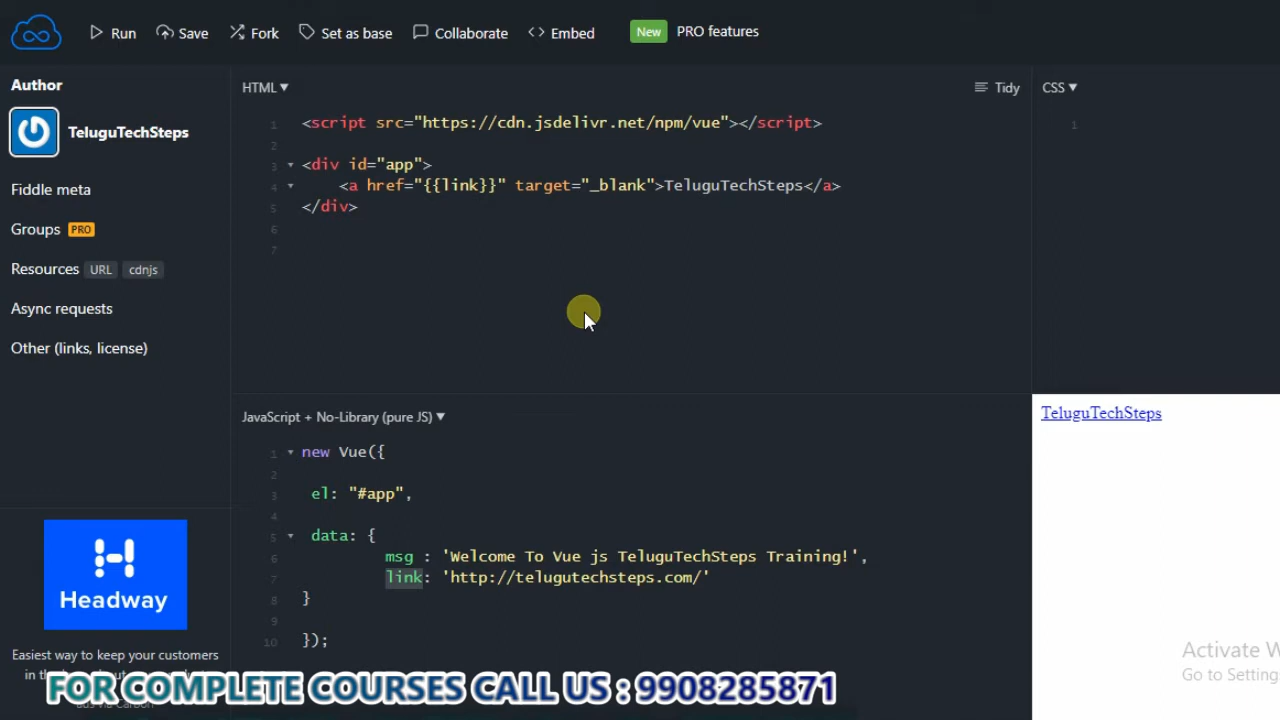 Run Save Fork Set as base Collaborate <> Embed New PRO features
Author
TeluguTechSteps
Fiddle meta
Groups PRO
Resources URL cdnjs
Async requests
Other (links, license)
Headway
Easiest way to keep your customers
HTML▼ Tidy
1 <script src="https://cdn.jsdelivr.net/npm/vue"></script>
2
3 <div id="app">
4 <a href="{{link}}" target="_blank">TeluguTechSteps</a>
5 </div>
6
7
CSS▼
1
JavaScript + No-Library (pure JS)▼
1 new Vue({
2
3 el: "#app",
4
5 data: {
6 msg : 'Welcome To Vue js TeluguTechSteps Training!',
7 link: 'http://telugutechsteps.com/'
8 }
9
10 });
TeluguTechSteps
Activate W
Go to Setting
FOR COMPLETE COURSES CALL US : 9908285871